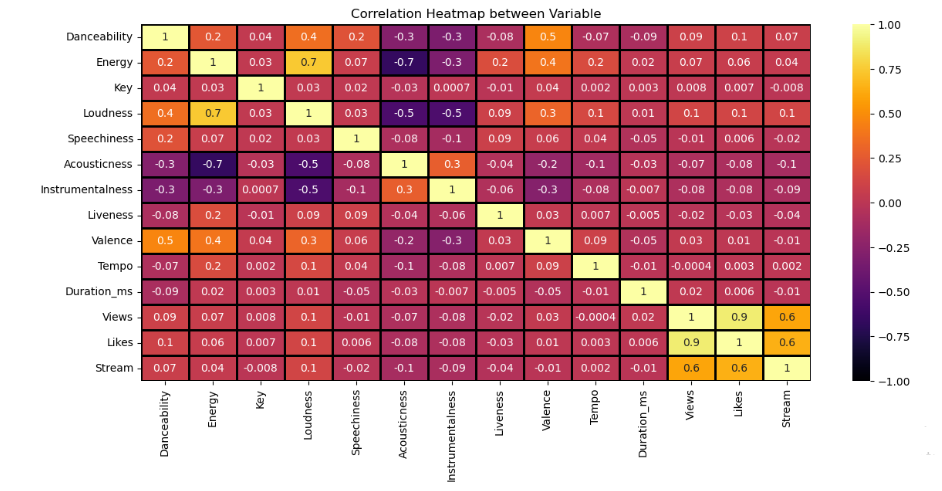 Correlation Heatmap between Variable
Danceability 1 0.2 0.04 0.4 0.2 -0.3 -0.3 -0.08 0.5 -0.07 -0.09 0.09 0.1 0.07
Energy 0.2 1 0.03 0.7 0.07 -0.7 -0.3 0.2 0.4 0.2 0.02 0.07 0.06 0.04
Key 0.04 0.03 1 0.03 0.02 -0.03 0.0007 -0.01 0.04 0.002 0.003 0.008 0.007 -0.008
Loudness 0.4 0.7 0.03 1 0.03 -0.5 -0.5 0.09 0.3 0.1 0.01 0.1 0.1 0.1
Speechiness 0.2 0.07 0.02 0.03 1 -0.08 -0.1 0.09 0.06 0.04 -0.05 -0.01 0.006 -0.02
Acousticness -0.3 -0.7 -0.03 -0.5 -0.08 1 0.3 -0.04 -0.2 -0.1 -0.03 -0.07 -0.08 -0.1
Instrumentalness -0.3 -0.3 0.0007 -0.5 -0.1 0.3 1 -0.06 -0.3 -0.08 -0.007 -0.08 -0.08 -0.09
Liveness -0.08 0.2 -0.01 0.09 0.09 -0.04 -0.06 1 0.03 0.007 -0.005 -0.02 -0.03 -0.04
Valence 0.5 0.4 0.04 0.3 0.06 -0.2 -0.3 0.03 1 0.09 -0.05 0.03 0.01 -0.01
Tempo -0.07 0.2 0.002 0.1 0.04 -0.1 -0.08 0.007 0.09 1 -0.01 -0.0004 0.003 0.002
Duration_ms -0.09 0.02 0.003 0.01 -0.05 -0.03 -0.007 -0.005 -0.05 -0.01 1 0.02 0.006 -0.01
Views 0.09 0.07 0.008 0.1 -0.01 -0.07 -0.08 -0.02 0.03 -0.0004 0.02 1 0.9 0.6
Likes 0.1 0.06 0.007 0.1 0.006 -0.08 -0.08 -0.03 0.01 0.003 0.006 0.9 1 0.6
Stream 0.07 0.04 -0.008 0.1 -0.02 -0.1 -0.09 -0.04 -0.01 0.002 -0.01 0.6 0.6 1
Danceability Energy Key Loudness Speechiness Acousticness Instrumentalness Liveness Valence Tempo Duration_ms Views Likes Stream
1.00
0.75
0.50
0.25
0.00
−0.25
−0.50
−0.75
−1.00